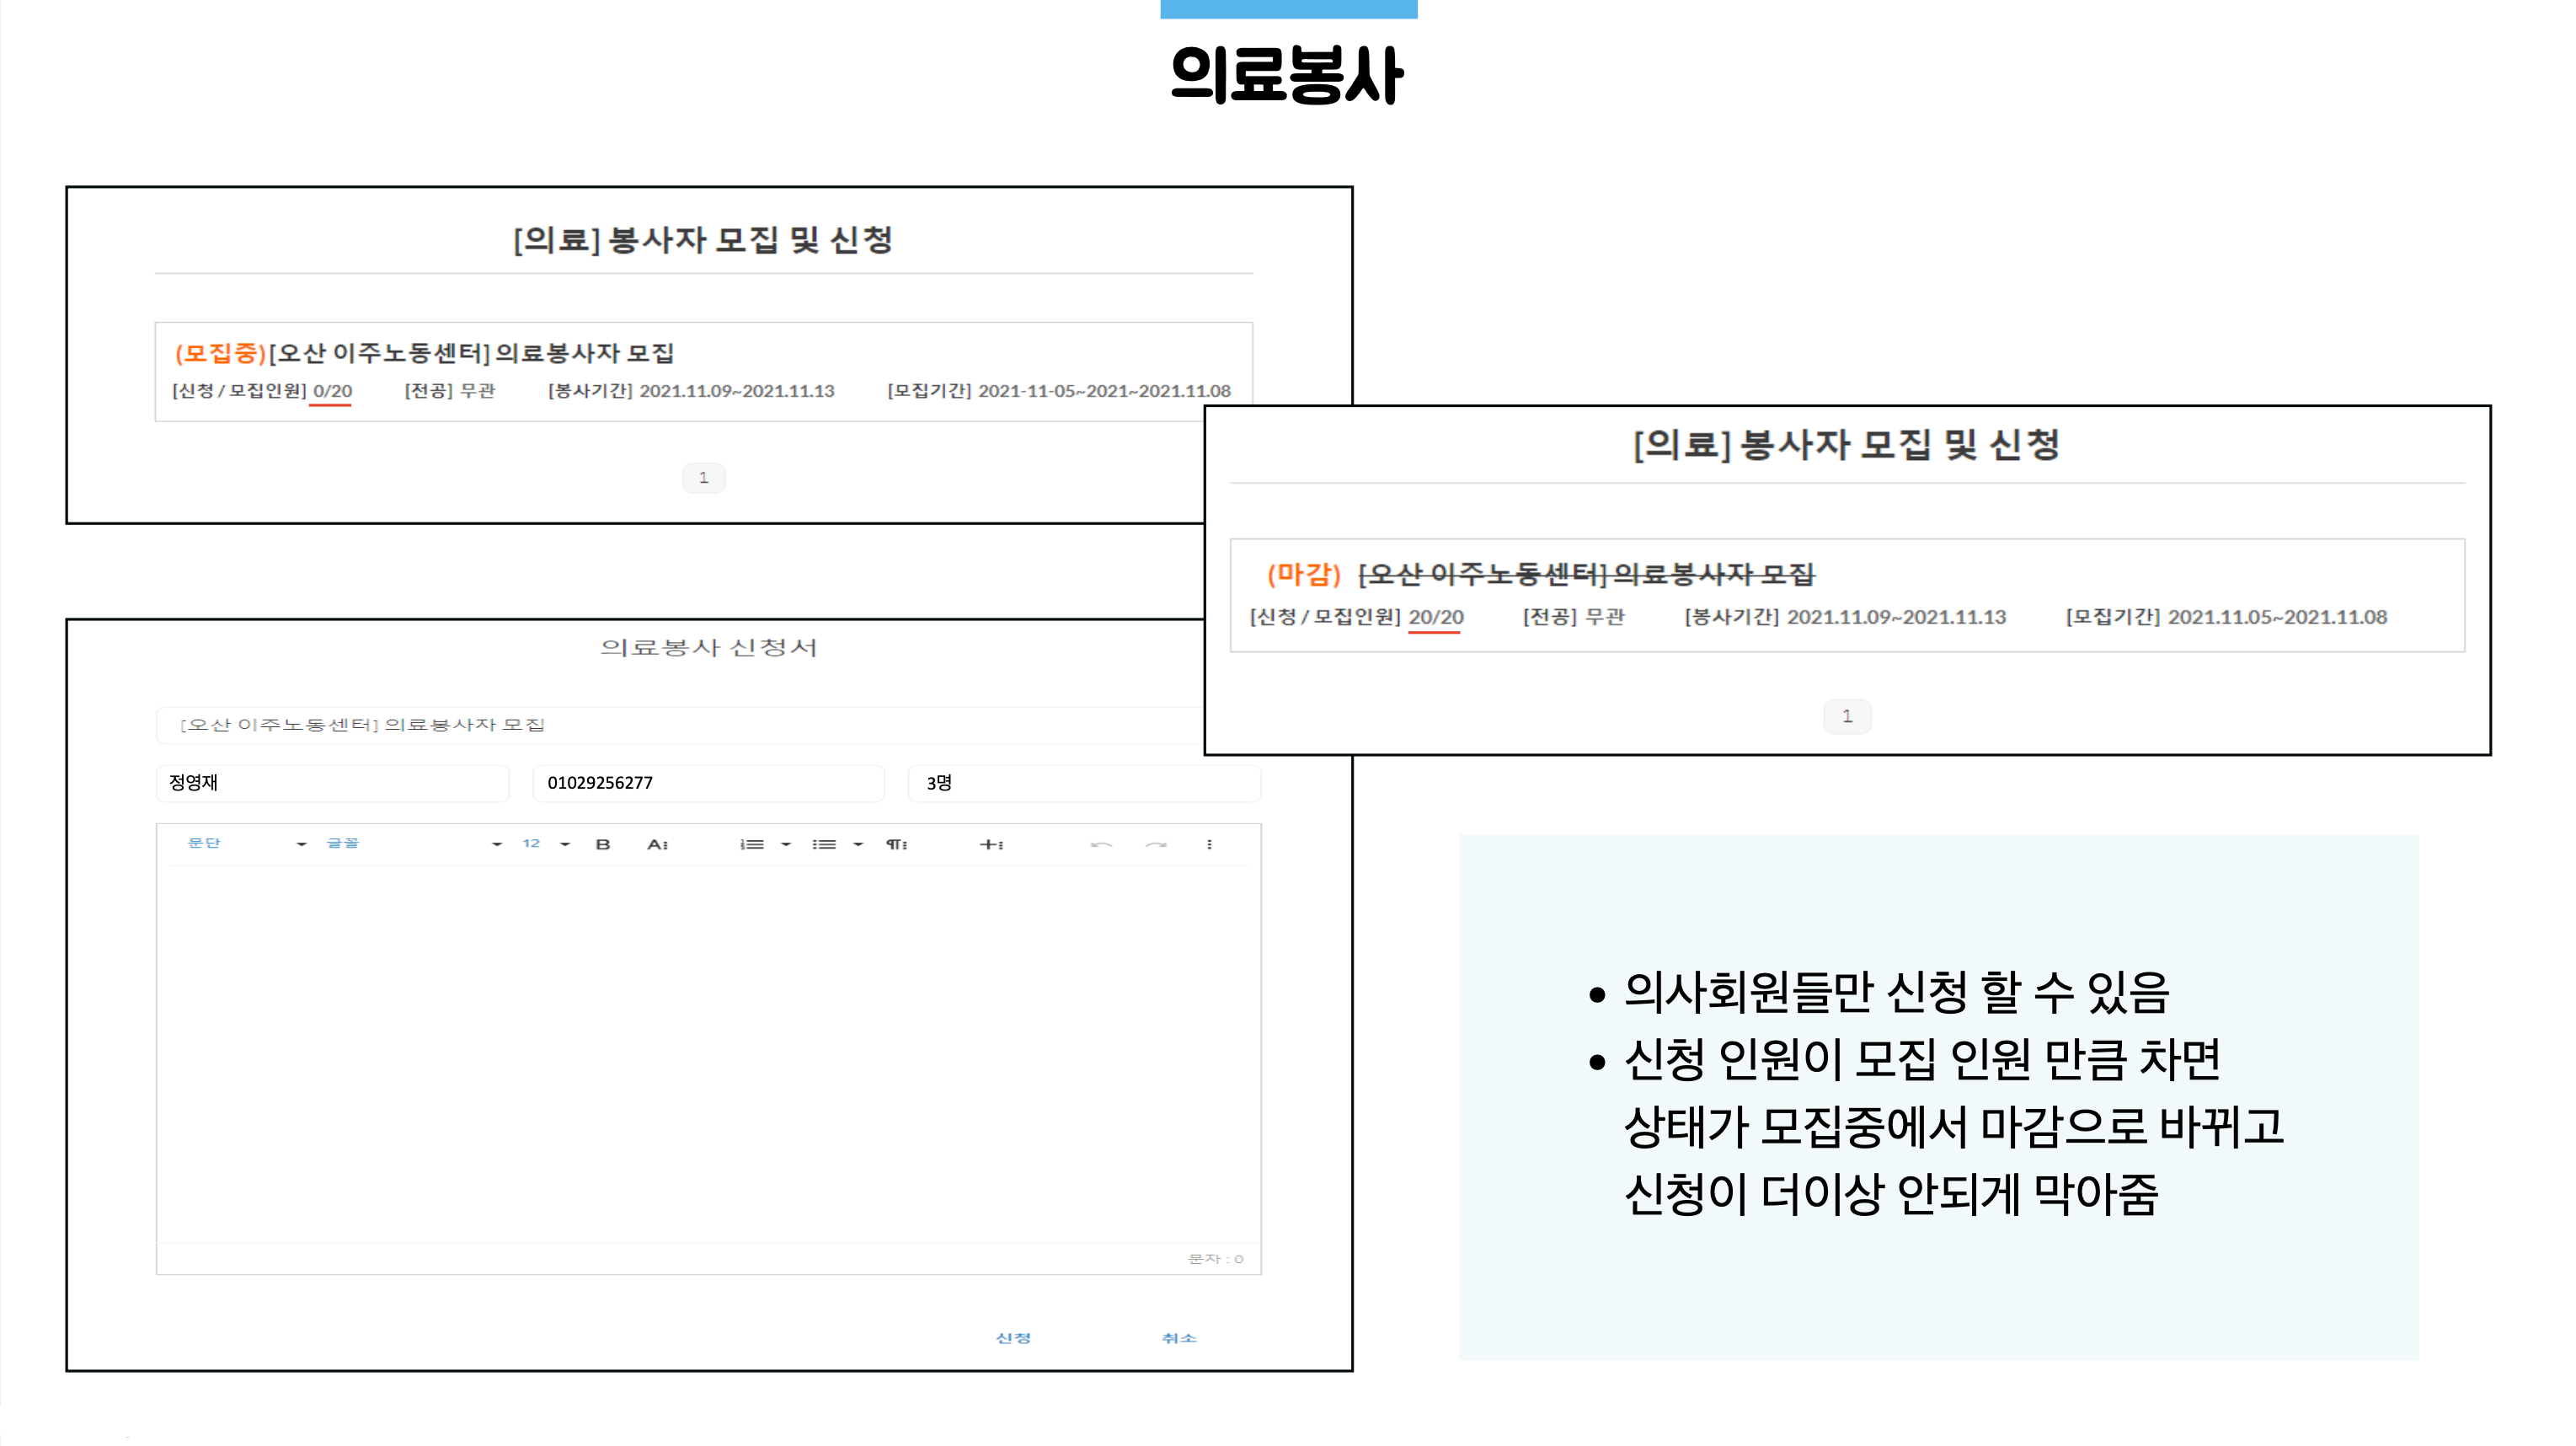 의료봉사
[의료] 봉사자 모집 및 신청
(모집중)[오산 이주노동센터] 의료봉사자 모집
[신청 / 모집인원] 0/20 [전공] 무관 [봉사기간] 2021.11.09~2021.11.13 [모집기간] 2021-11-05~2021~2021.11.08
1
[의료] 봉사자 모집 및 신청
(마감) [오산 이주노동센터] 의료봉사자 모집
[신청 / 모집인원] 20/20 [전공] 무관 [봉사기간] 2021.11.09~2021.11.13 [모집기간] 2021.11.05~2021.11.08
1
의료봉사 신청서
[오산 이주노동센터] 의료봉사자 모집
정영재 01029256277 3명
문단 글꼴 12 B A
문자 : 0
신청 취소
• 의사회원들만 신청 할 수 있음
• 신청 인원이 모집 인원 만큼 차면
상태가 모집중에서 마감으로 바뀌고
신청이 더이상 안되게 막아줌